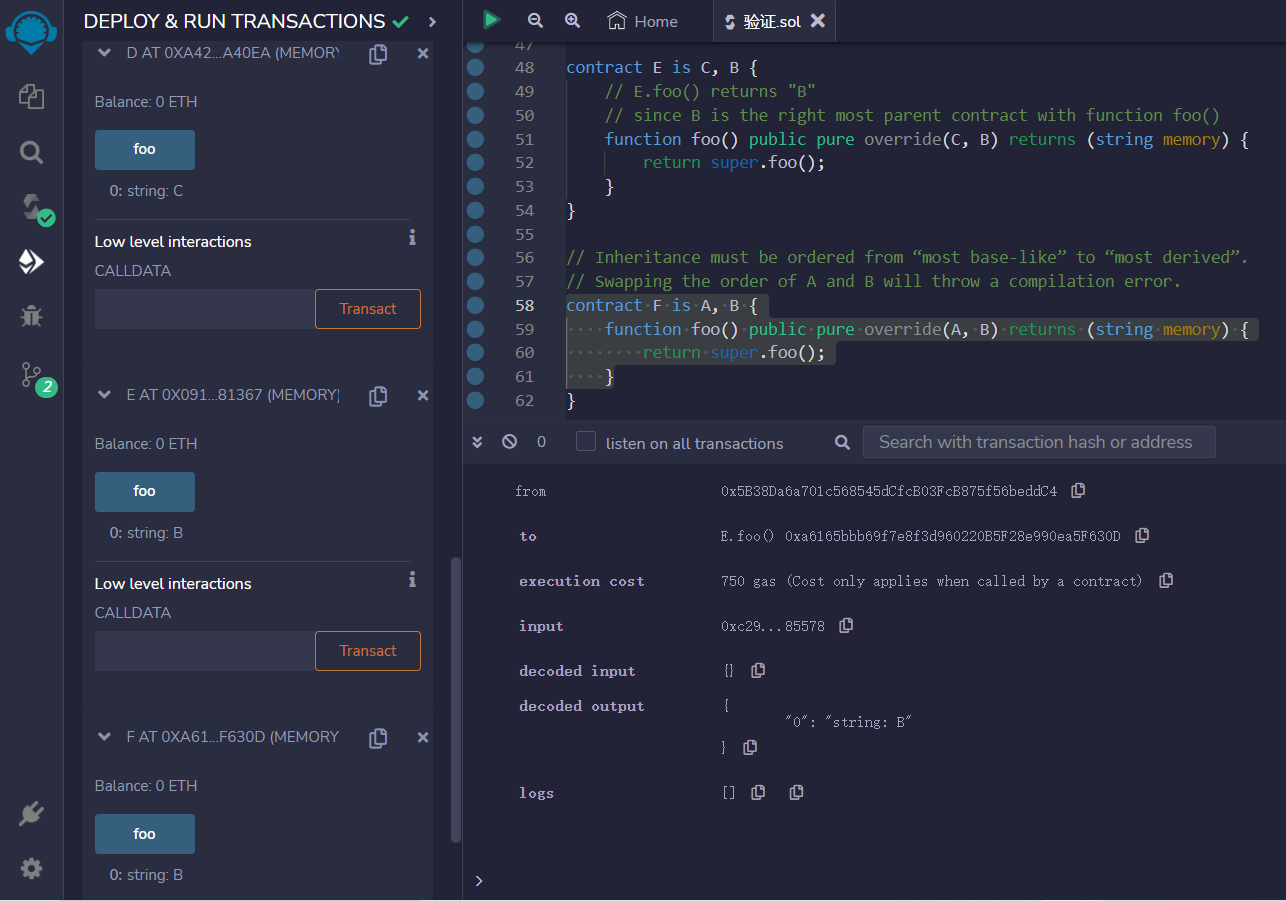 DEPLOY & RUN TRANSACTIONS
D AT 0XA42...A40EA (MEMORY
Balance: 0 ETH
foo
0: string: C
Low level interactions
i
CALLDATA
Transact
2
E AT 0X091...81367 (MEMORY)
Balance: 0 ETH
foo
0: string: B
Low level interactions
i
CALLDATA
Transact
F AT 0XA61...F630D (MEMORY
Balance: 0 ETH
foo
0: string: B
Home
验证.sol
47
48 contract E is C, B {
49 // E.foo() returns "B"
50 // since B is the right most parent contract with function foo()
51 function foo() public pure override(C, B) returns (string memory) {
52 return super.foo();
53 }
54 }
55
56 // Inheritance must be ordered from “most base-like” to “most derived”.
57 // Swapping the order of A and B will throw a compilation error.
58 contract F is A, B {
59 function foo() public pure override(A, B) returns (string memory) {
60 return super.foo();
61 }
62 }
0
listen on all transactions
Search with transaction hash or address
from 0x5B38Da6a701c568545dCfcB03FcB875f56beddC4
to E.foo() 0xa6165bbb69f7e8f3d960220B5F28e990ea5F630D
execution cost 750 gas (Cost only applies when called by a contract)
input 0xc29...85578
decoded input {}
decoded output {
"0": "string: B"
}
logs []
>